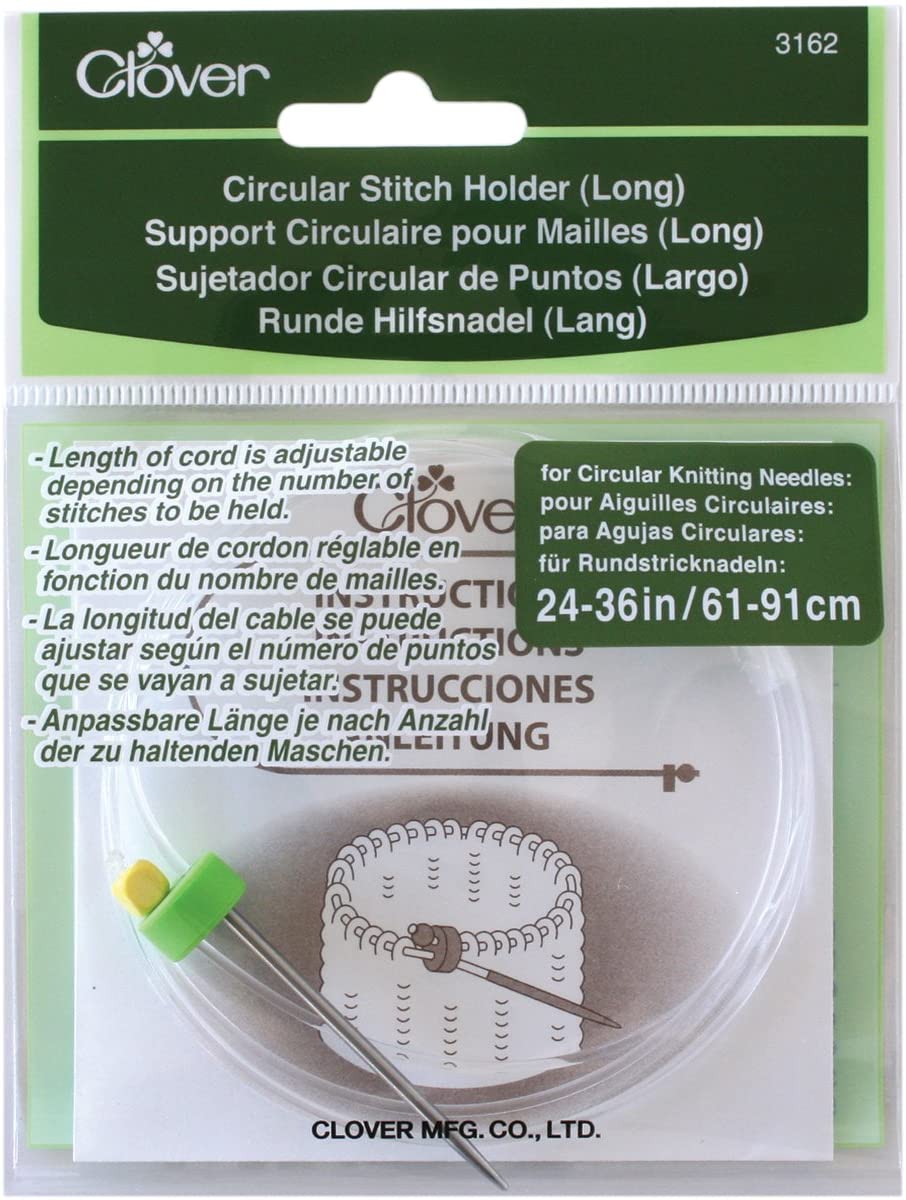 Clover
3162
Circular Stitch Holder (Long)
Support Circulaire pour Mailles (Long)
Sujetador Circular de Puntos (Largo)
Runde Hilfsnadel (Lang)
-Length of cord is adjustable
depending on the number of
stitches to be held.
-Longueur de cordon réglable en
fonction du nombre de mailles.
-La longitud del cable se puede
ajustar según el número de puntos
que se vayan a sujetar.
-Anpassbare Länge je nach Anzahl
der zu haltenden Maschen.
for Circular Knitting Needles:
pour Aiguilles Circulaires:
para Agujas Circulares:
für Rundstricknadeln:
24-36in/61-91cm
CLOVER MFG. CO., LTD.